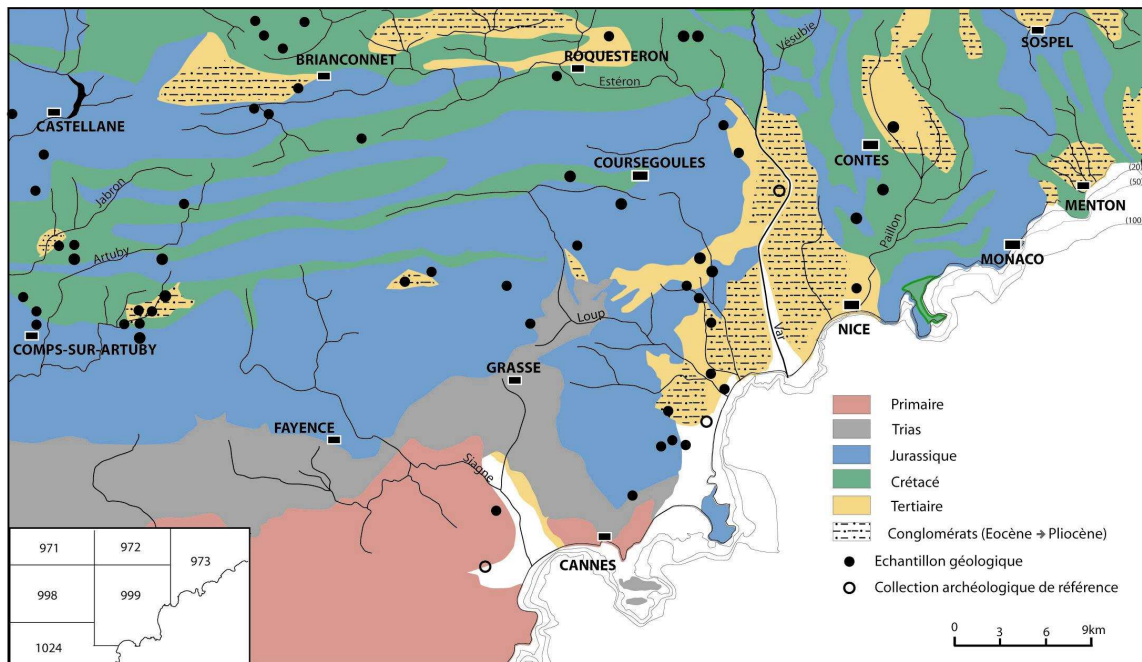 Vésubie
SOSPEL
ROQUESTERON
BRIANCONNET
Estéron
CASTELLANE
CONTES
COURSEGOULES
(20)
(50)
MENTON
(100)
Jabron
Paillon
Artuby
MONACO
NICE
Loup
Var
COMPS-SUR-ARTUBY
GRASSE
FAYENCE
Siagne
CANNES
Primaire
Trias
Jurassique
Crétacé
Tertiaire
Conglomérats (Eocène → Pliocène)
Echantillon géologique
Collection archéologique de référence
0 3 6 9km
971 972 973
998 999
1024